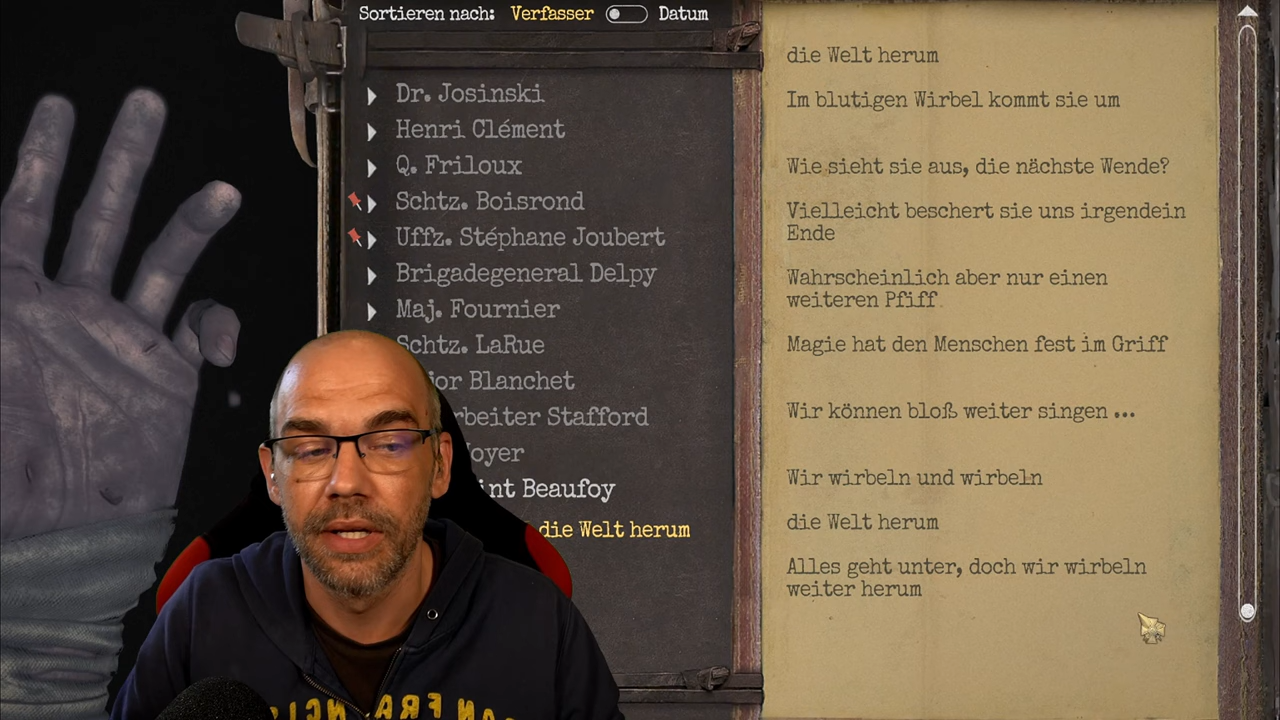 Sortieren nach: Verfasser Datum
Dr. Josinski
Henri Clément
Q. Friloux
Schtz. Boisrond
Uffz. Stéphane Joubert
Brigadegeneral Delpy
Maj. Fournier
Schtz. LaRue
Blanchet
Stafford
Beaufoy
die Welt herum
die Welt herum
Im blutigen Wirbel kommt sie um
Wie sieht sie aus, die nächste Wende?
Vielleicht beschert sie uns irgendein
Ende
Wahrscheinlich aber nur einen
weiteren Pfiff
Magie hat den Menschen fest im Griff
Wir können bloß weiter singen ...
Wir wirbeln und wirbeln
die Welt herum
Alles geht unter, doch wir wirbeln
weiter herum